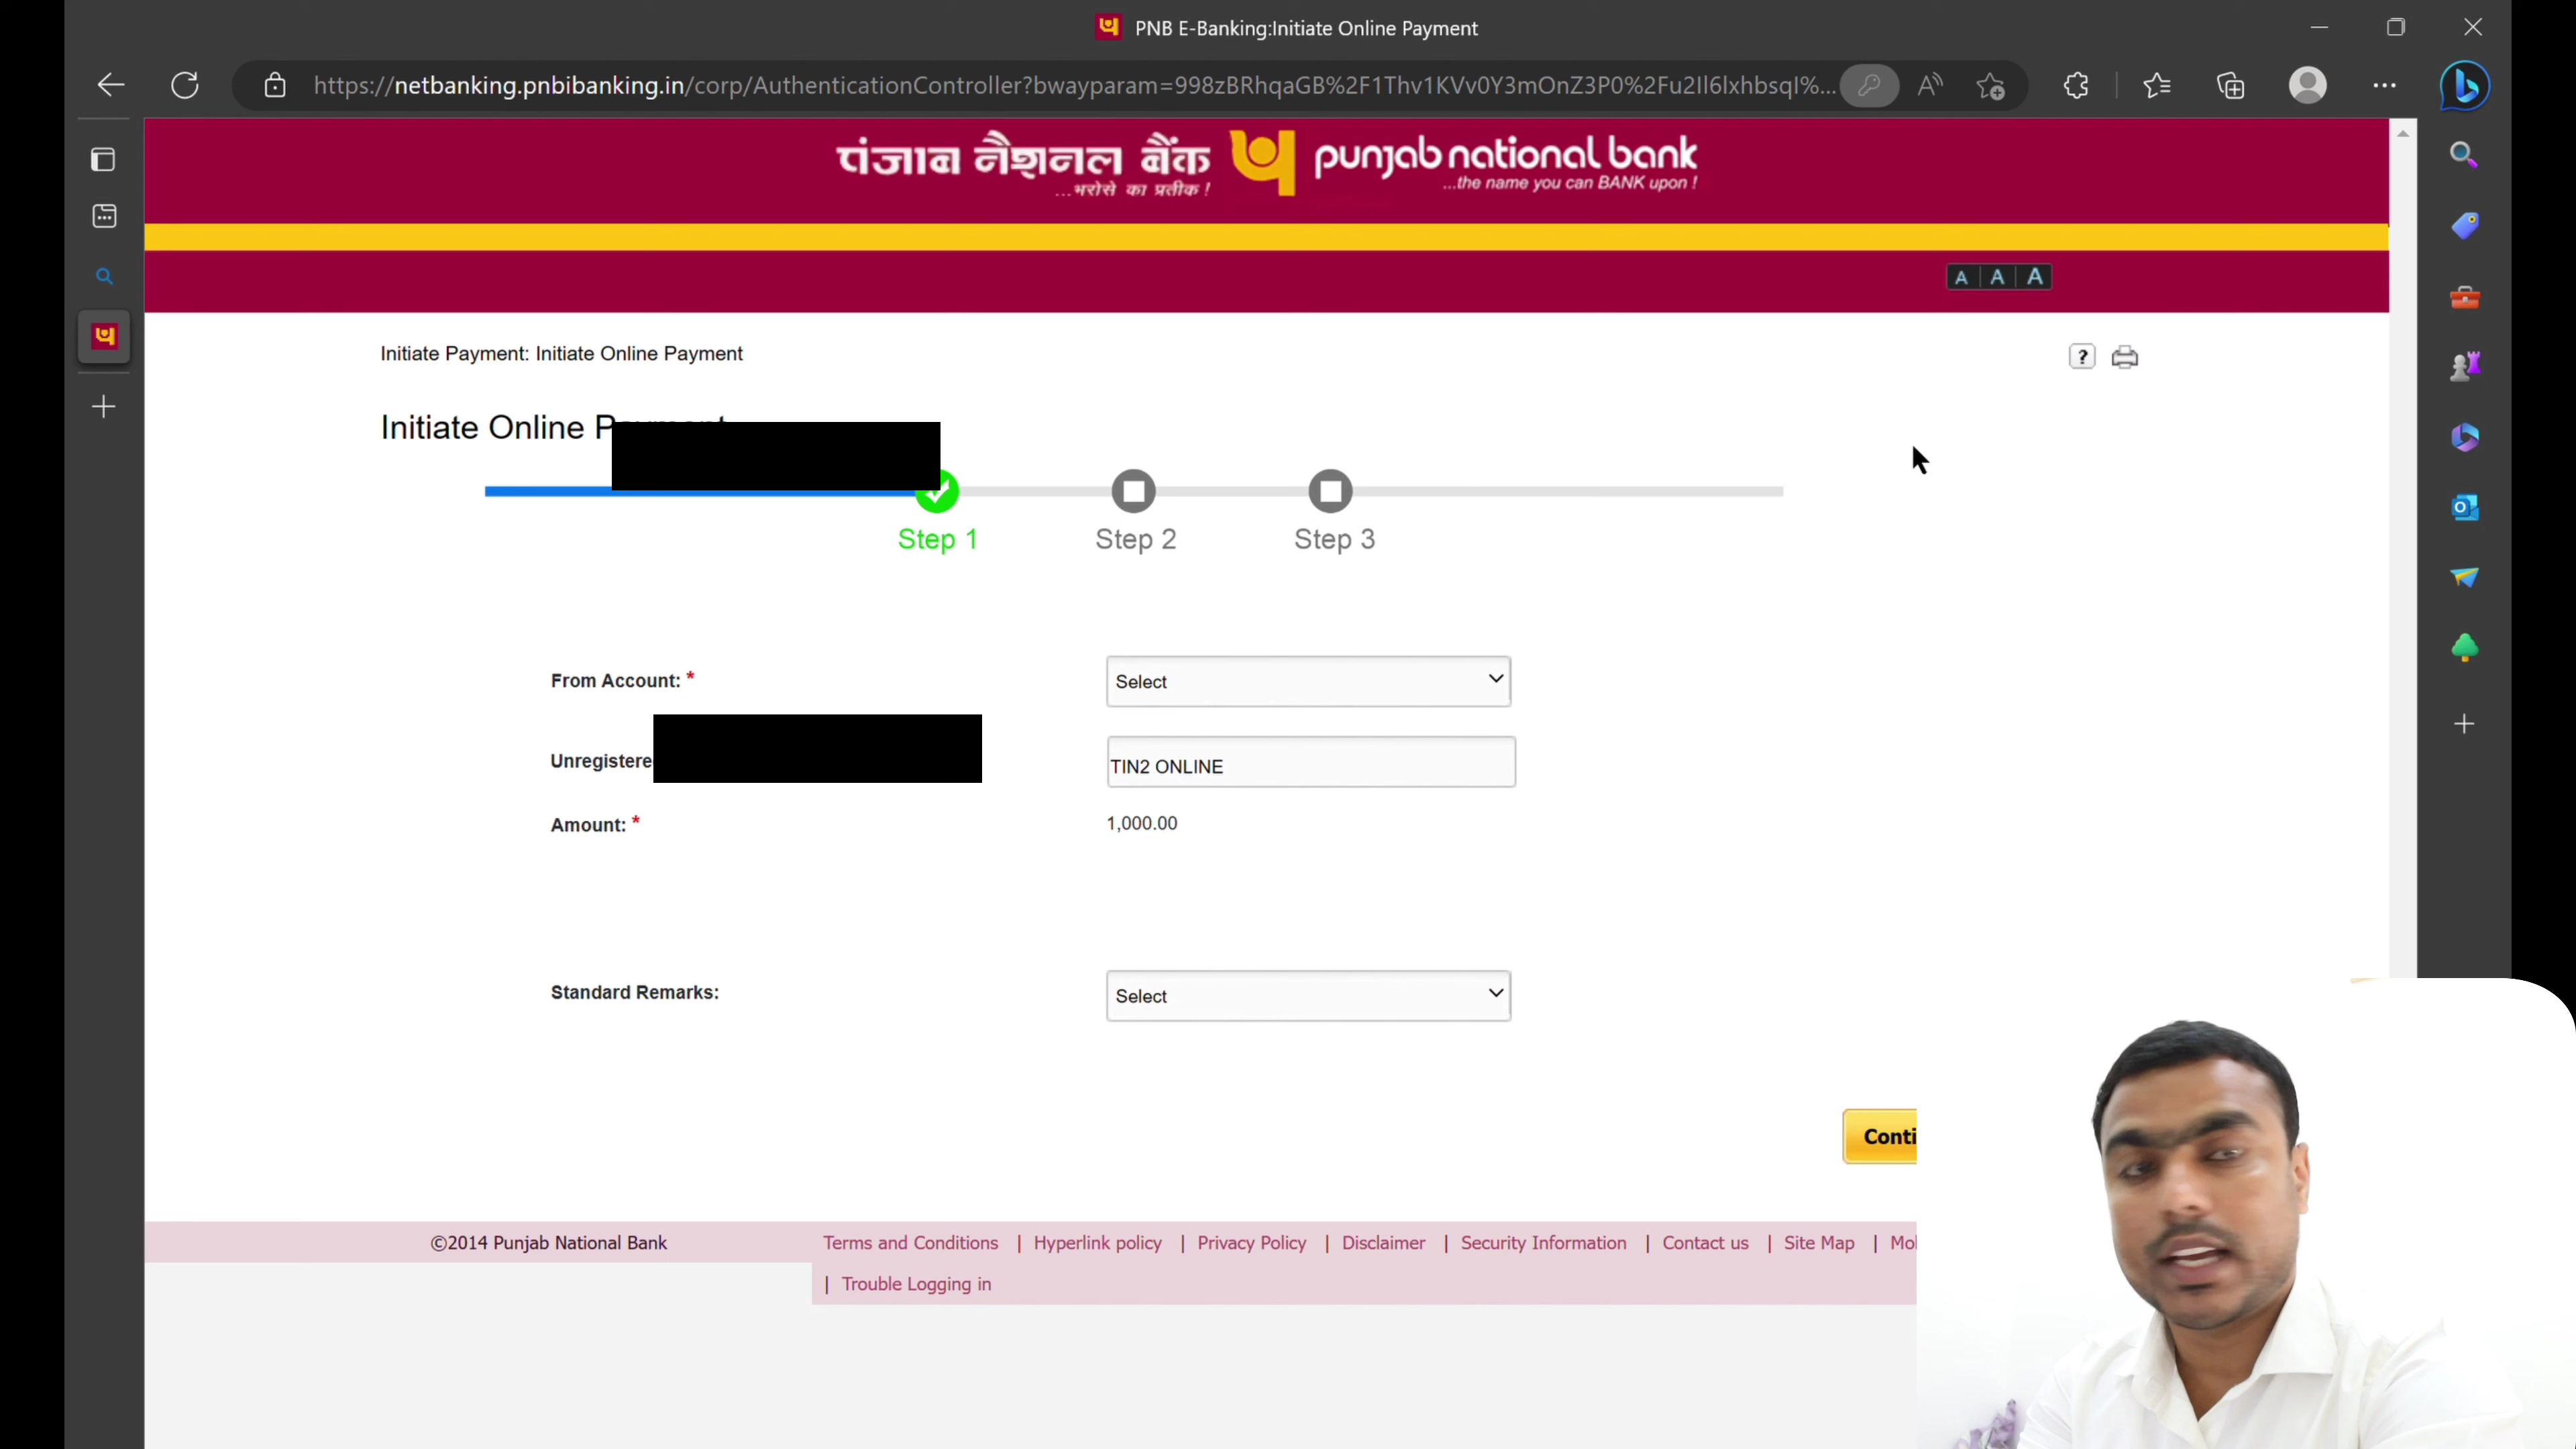 PNB E-Banking:Initiate Online Payment
https://netbanking.pnbibanking.in/corp/AuthenticationController?bwayparam=998zBRhqaGB%2F1Thv1KVv0Y3mOnZ3P0%2Fu2Il6lxhbsqI%...
पंजाब नैशनल बैंक punjab national bank
...भरोसे का प्रतीक ! ...the name you can BANK upon !
A A A
Initiate Payment: Initiate Online Payment
Initiate Online Payment
Step 1 Step 2 Step 3
From Account: * Select
Unregistere TIN2 ONLINE
Amount: * 1,000.00
Standard Remarks: Select
Conti
©2014 Punjab National Bank Terms and Conditions | Hyperlink policy | Privacy Policy | Disclaimer | Security Information | Contact us | Site Map |
| Trouble Logging in